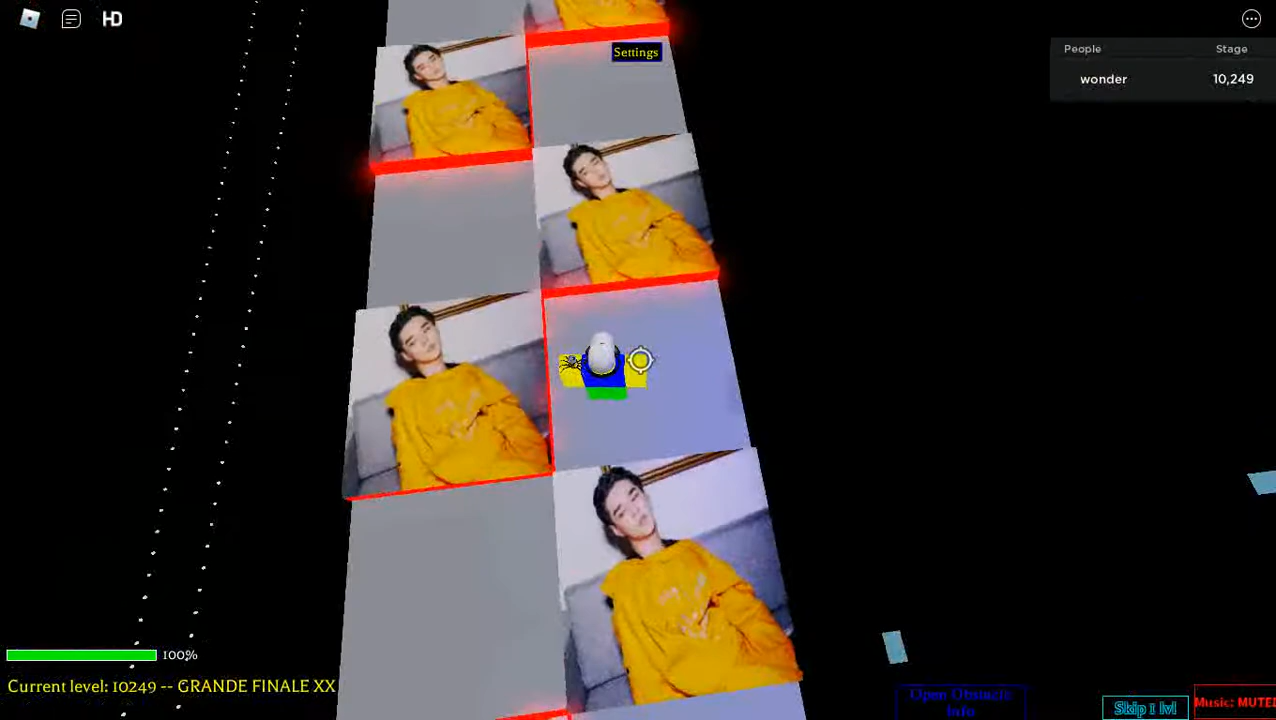 HD
Settings
People Stage
wonder 10,249
100%
Current level: 10249 -- GRANDE FINALE XX
Open Obstacle
Info
Skip 1 lvl
Music: MUTE